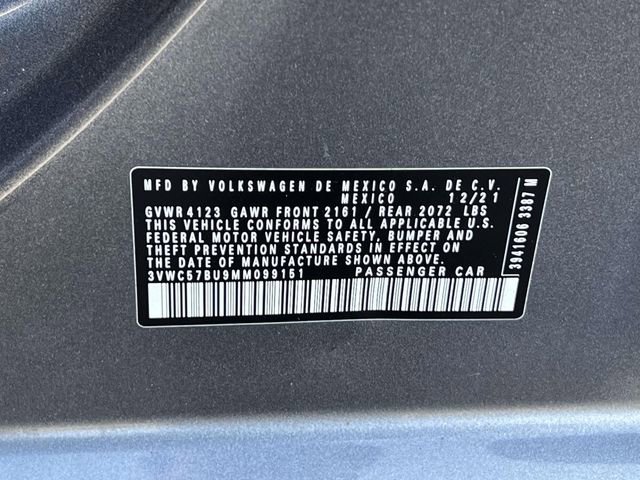 MFD BY VOLKSWAGEN DE MEXICO S.A. DE C.V.
MEXICO 12/21
GVWR 4123 GAWR FRONT 2161 / REAR 2072 LBS
THIS VEHICLE CONFORMS TO ALL APPLICABLE U.S.
FEDERAL MOTOR VEHICLE SAFETY, BUMPER AND
THEFT PREVENTION STANDARDS IN EFFECT ON
THE DATE OF MANUFACTURE SHOWN ABOVE.
3VWC57BU9MM099151 PASSENGER CAR
3941606 3387 M